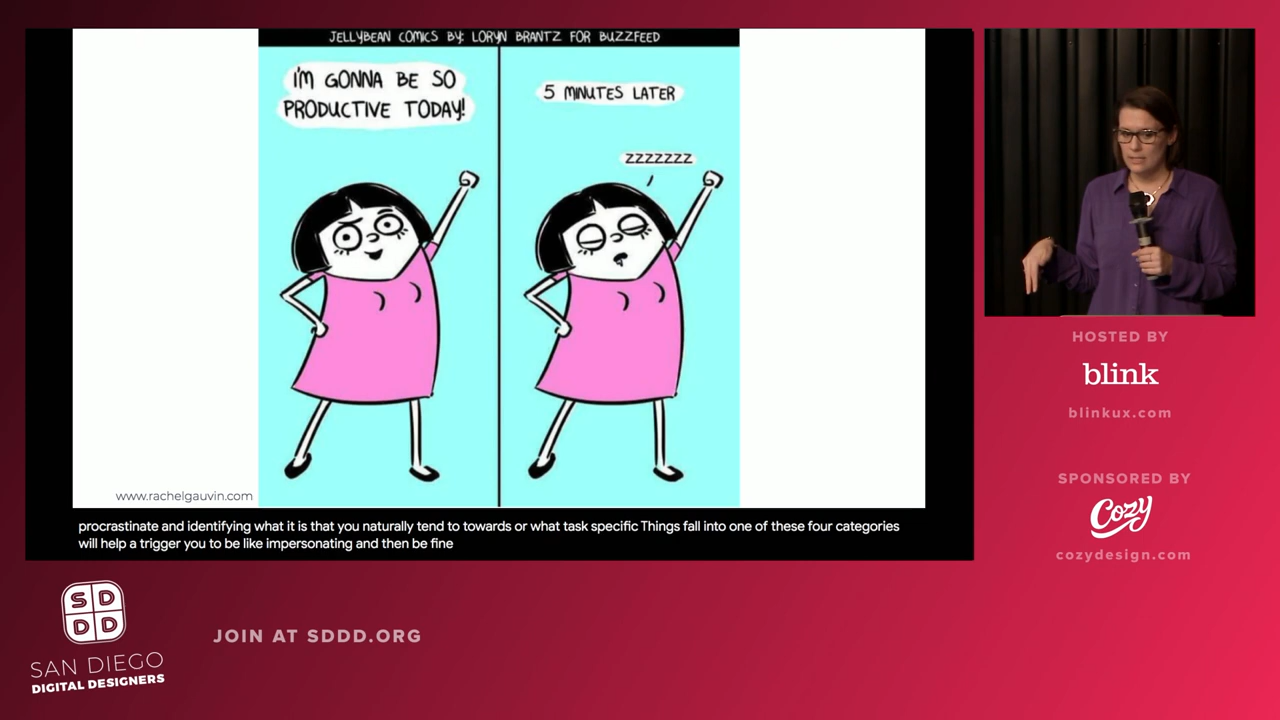 JELLYBEAN COMICS BY: LORYN BRANTZ FOR BUZZFEED
I'M GONNA BE SO
PRODUCTIVE TODAY!
5 MINUTES LATER
ZZZZZZZ
www.rachelgauvin.com
procrastinate and identifying what it is that you naturally tend to towards or what task specific Things fall into one of these four categories
will help a trigger you to be like impersonating and then be fine
HOSTED BY
blink
blinkux.com
SPONSORED BY
Cozy
cozydesign.com
SD
DD
SAN DIEGO
DIGITAL DESIGNERS
JOIN AT SDDD.ORG